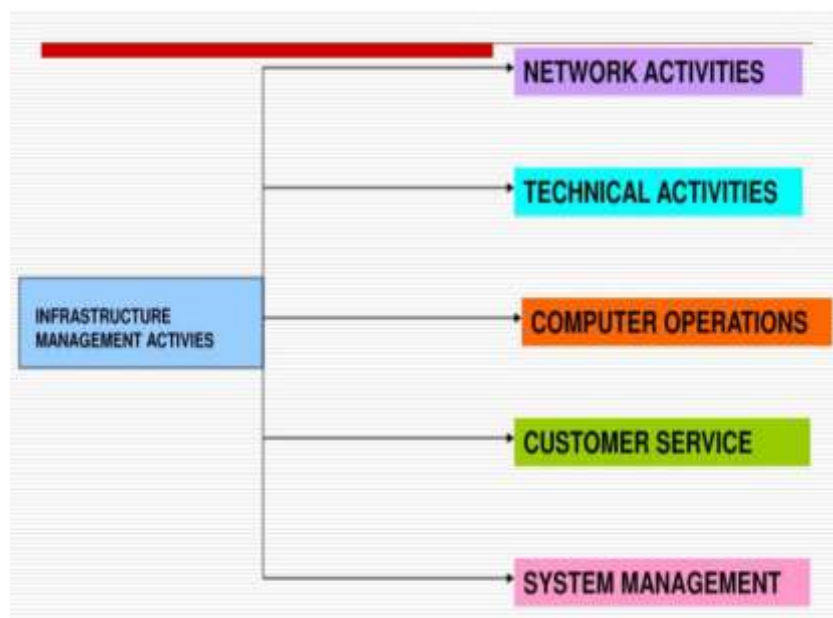 NETWORK ACTIVITIES
TECHNICAL ACTIVITIES
INFRASTRUCTURE
MANAGEMENT ACTIVIES
COMPUTER OPERATIONS
CUSTOMER SERVICE
SYSTEM MANAGEMENT